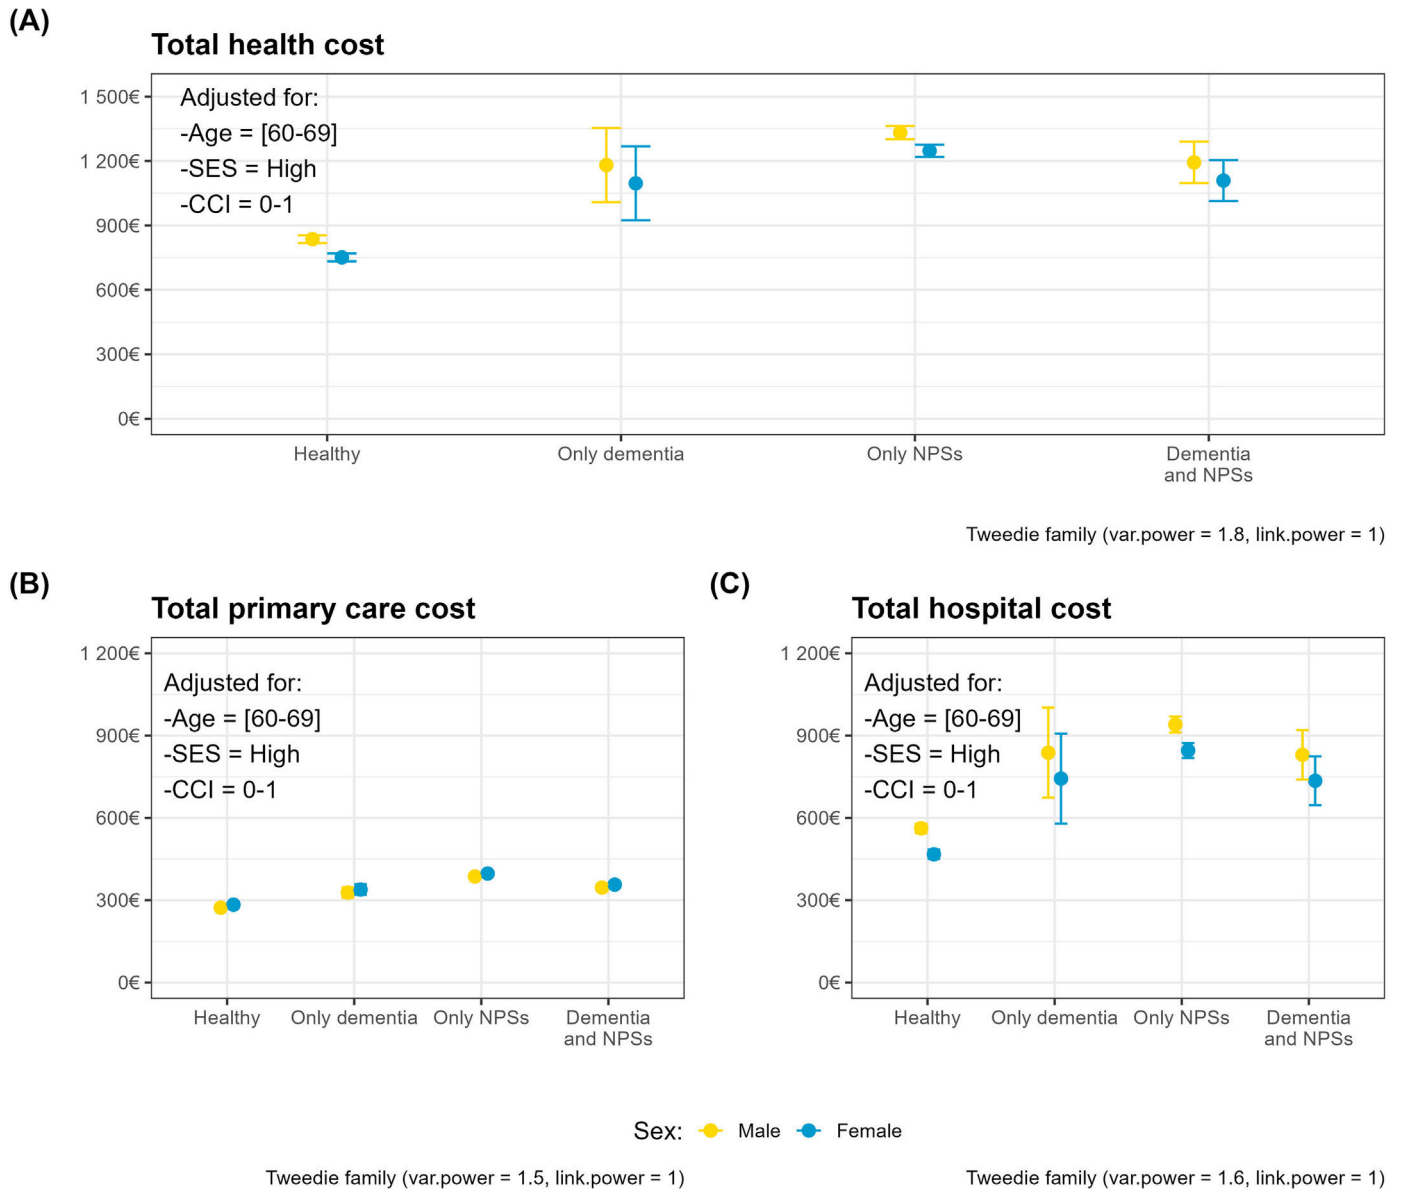 (A)
Total health cost
1 500€
1 200€
900€
600€
300€
0€
Adjusted for:
-Age = [60-69]
-SES = High
-CCI = 0-1
Healthy
Only dementia
Only NPSs
Dementia
and NPSs
Tweedie family (var.power = 1.8, link.power = 1)
(B)
Total primary care cost
1 200€
900€
600€
300€
0€
Adjusted for:
-Age = [60-69]
-SES = High
-CCI = 0-1
Healthy
Only dementia
Only NPSs
Dementia
and NPSs
(C)
Total hospital cost
1 200€
900€
600€
300€
0€
Adjusted for:
-Age = [60-69]
-SES = High
-CCI = 0-1
Healthy
Only dementia
Only NPSs
Dementia
and NPSs
Sex: Male Female
Tweedie family (var.power = 1.5, link.power = 1)
Tweedie family (var.power = 1.6, link.power = 1)